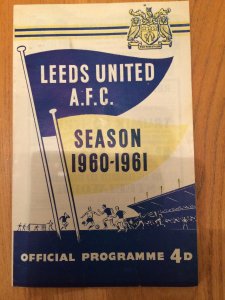 LEEDS UNITED
A.F.C.
SEASON
1960-1961
OFFICIAL PROGRAMME 4D